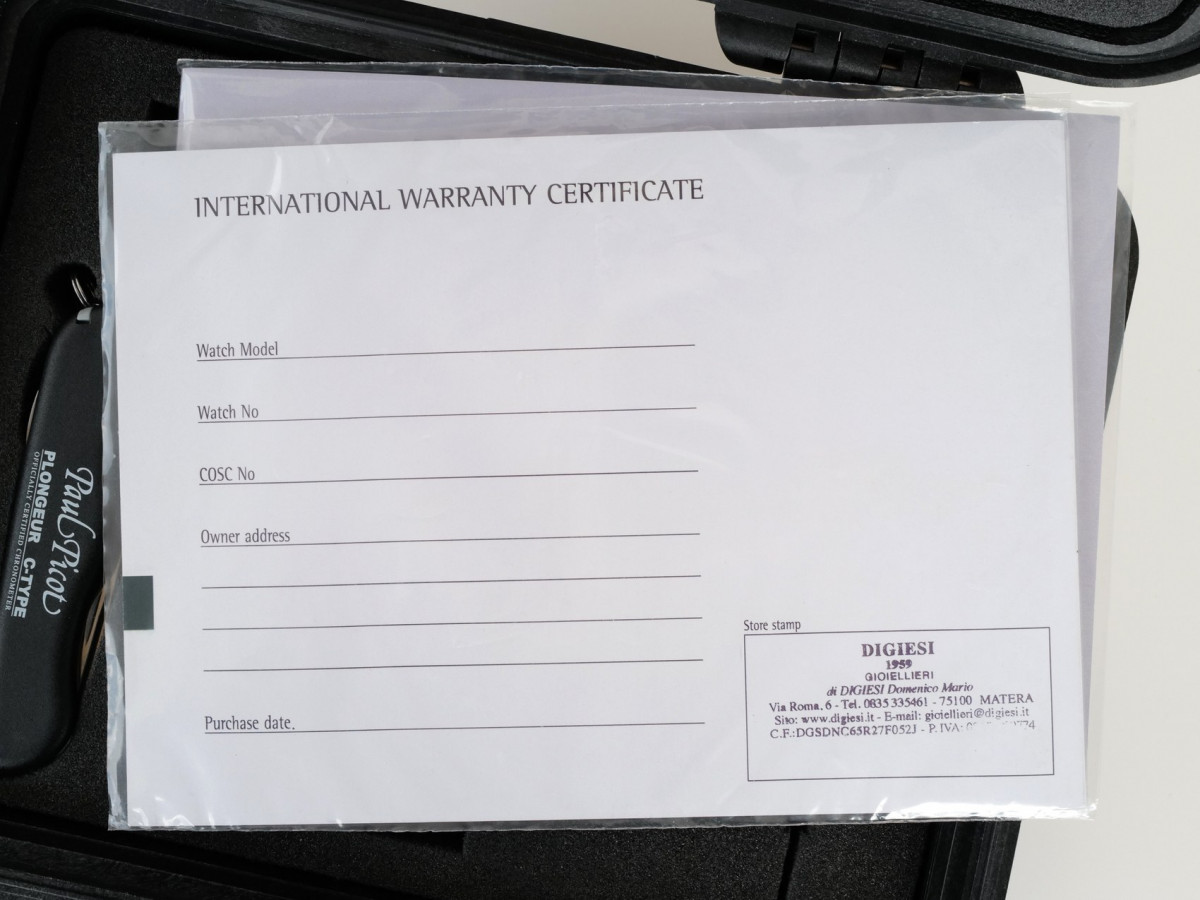 INTERNATIONAL WARRANTY CERTIFICATE
Watch Model
Watch No
COSC No
Owner address
Purchase date.
Store stamp
DIGIESI
1959
GIOIELLIERI
di DIGIESI Domenico Mario
Via Roma, 6 - Tel. 0835 335461 - 75100 MATERA
Sito: www.digiesi.it - E-mail: gioiellieri@digiesi.it
C.F.:DGSDNC65R27F052J - P.IVA:
Paul Picot
PLONGEUR C-TYPE
OFFICIALLY CERTIFIED CHRONOMETER